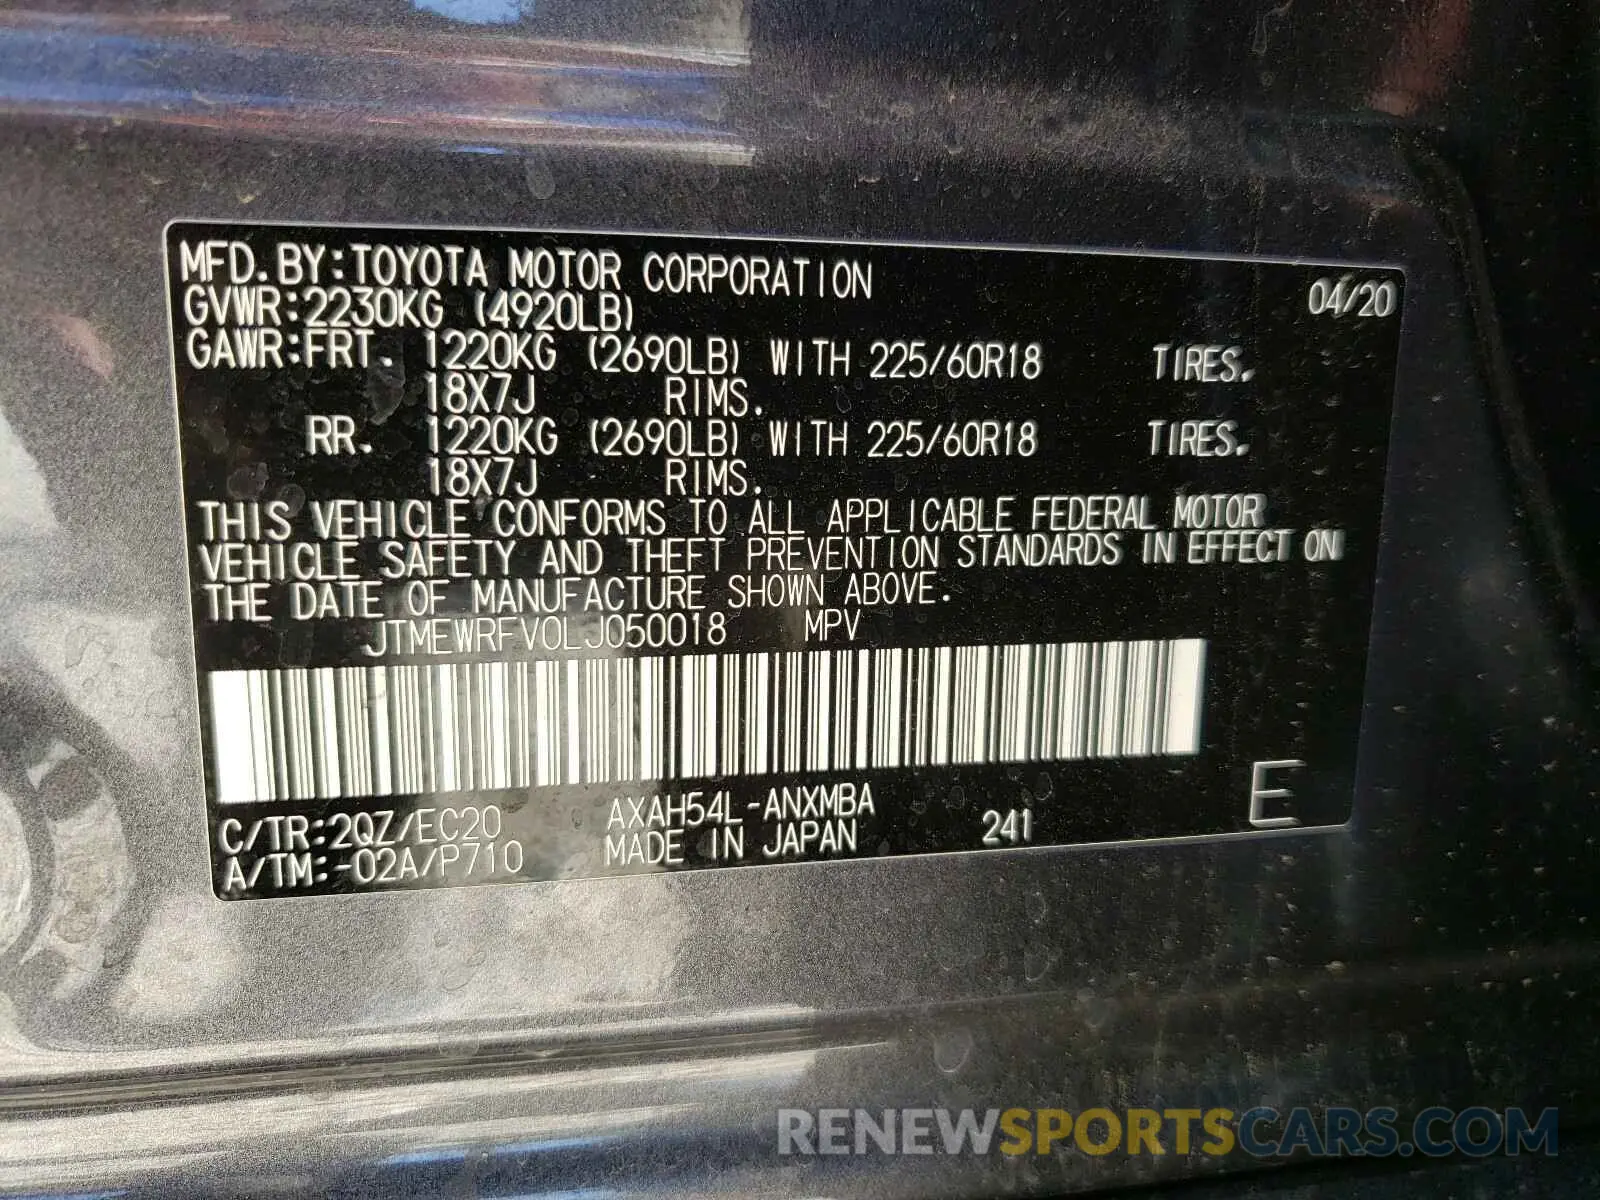 MFD.BY:TOYOTA MOTOR CORPORATION 04/20
GVWR:2230KG (4920LB)
GAWR:FRT. 1220KG (2690LB) WITH 225/60R18 TIRES.
18X7J RIMS.
RR. 1220KG (2690LB) WITH 225/60R18 TIRES.
18X7J RIMS.
THIS VEHICLE CONFORMS TO ALL APPLICABLE FEDERAL MOTOR
VEHICLE SAFETY AND THEFT PREVENTION STANDARDS IN EFFECT ON
THE DATE OF MANUFACTURE SHOWN ABOVE.
JTMEWRFV0LJ050018 MPV
C/TR:2QZ/EC20 AXAH54L-ANXMBA
A/TM:-02A/P710 MADE IN JAPAN 241 E
RENEWSPORTSCARS.COM